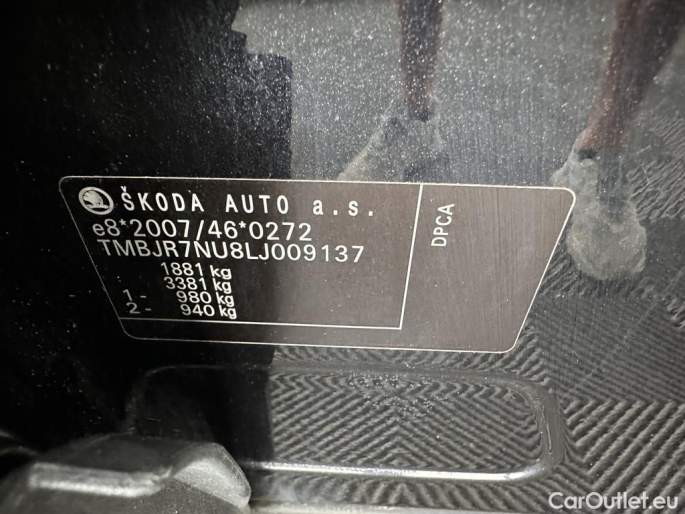 ŠKODA AUTO a.s.
e8*2007/46*0272
TMBJR7NU8LJ009137
1881 kg
3381 kg
1 - 980 kg
2 - 940 kg
DPCA
CarOutlet.eu